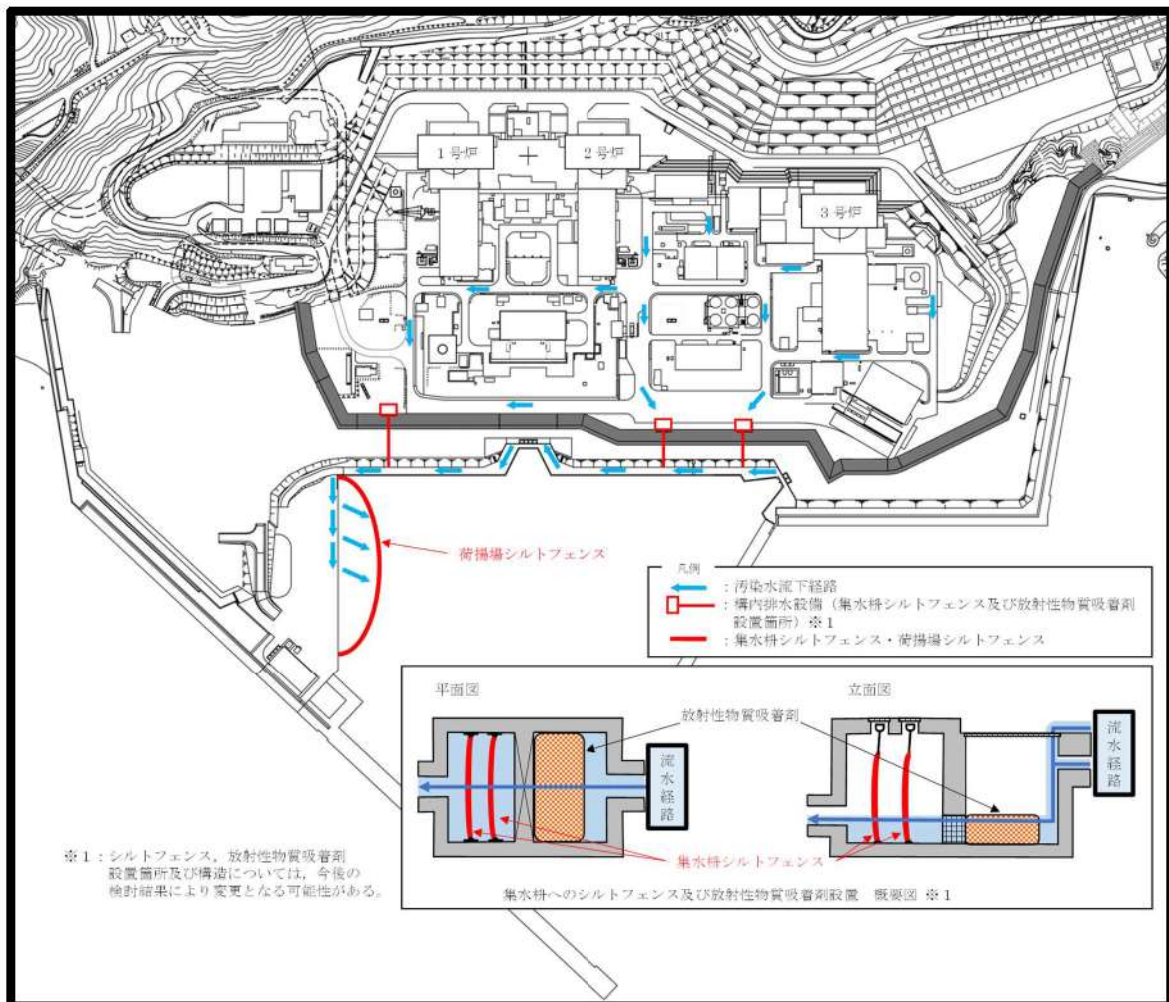 1号炉
2号炉
3号炉
荷揚場シルトフェンス
凡例
：汚染水流下経路
：構内排水設備（集水枡シルトフェンス及び放射性物質吸着剤
設置箇所）※1
：集水枡シルトフェンス・荷揚場シルトフェンス
平面図
立面図
放射性物質吸着剤
流水経路
流水経路
集水枡シルトフェンス
集水枡へのシルトフェンス及び放射性物質吸着剤設置　概要図 ※1
※1：シルトフェンス，放射性物質吸着剤
設置箇所及び構造については，今後の
検討結果により変更となる可能性がある。